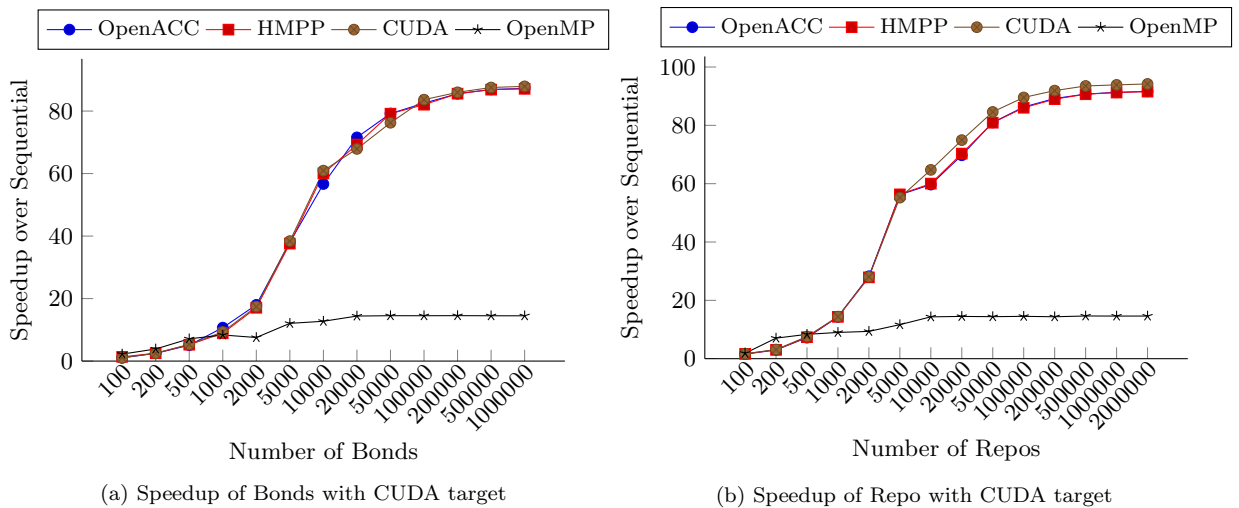 OpenACC HMPP CUDA OpenMP
Speedup over Sequential
80
60
40
20
0
100 200 500 1000 2000 5000 10000 20000 50000 100000 200000 500000 1000000
Number of Bonds
(a) Speedup of Bonds with CUDA target
OpenACC HMPP CUDA OpenMP
Speedup over Sequential
100
80
60
40
20
0
100 200 500 1000 2000 5000 10000 20000 50000 100000 200000 500000 1000000 2000000
Number of Repos
(b) Speedup of Repo with CUDA target